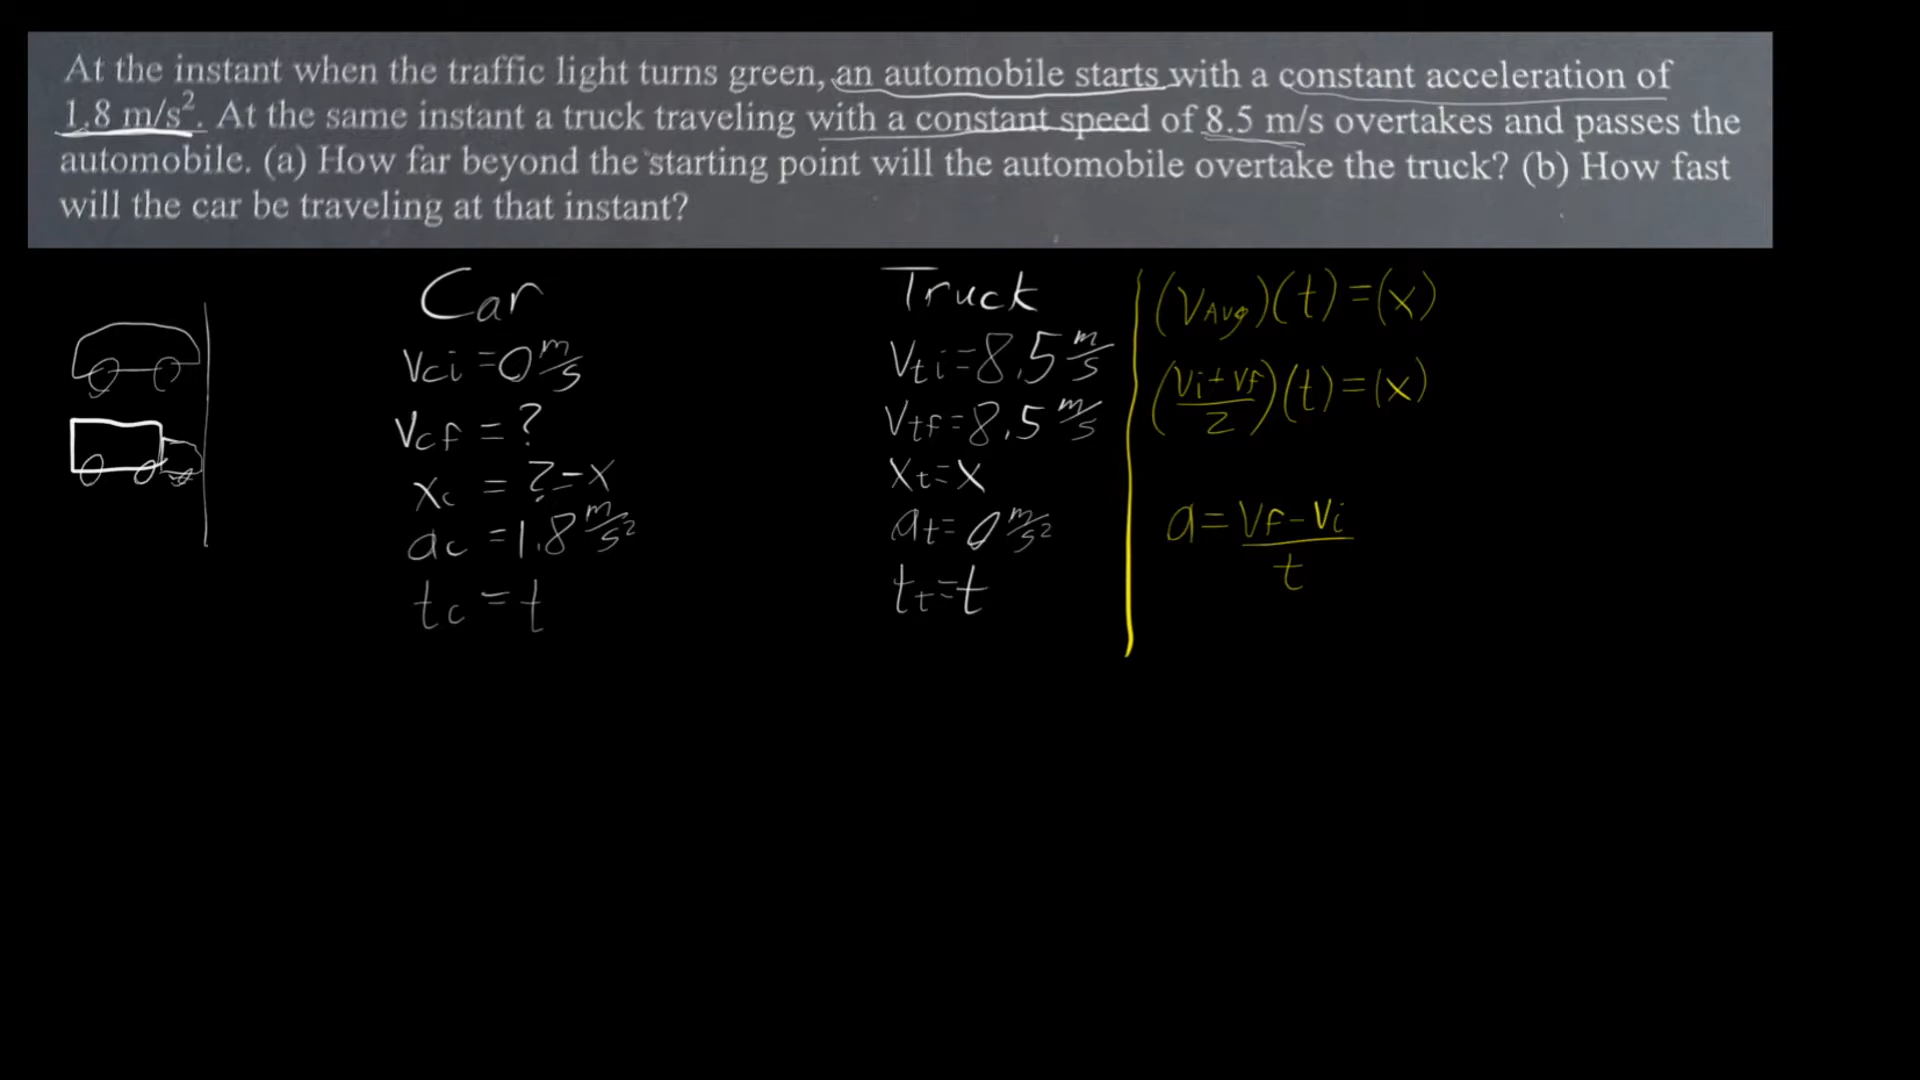 At the instant when the traffic light turns green, an automobile starts with a constant acceleration of
1.8 m/s². At the same instant a truck traveling with a constant speed of 8.5 m/s overtakes and passes the
automobile. (a) How far beyond the starting point will the automobile overtake the truck? (b) How fast
will the car be traveling at that instant?
Car
Vci = 0 m/s
Vcf = ?
Xc = ? = X
ac = 1.8 m/s²
tc = t
Truck
Vti = 8.5 m/s
Vtf = 8.5 m/s
Xt = X
at = 0 m/s²
tt = t
(VAvg)(t) = (x)
(Vi + Vf / 2)(t) = (x)
a = Vf - Vi / t